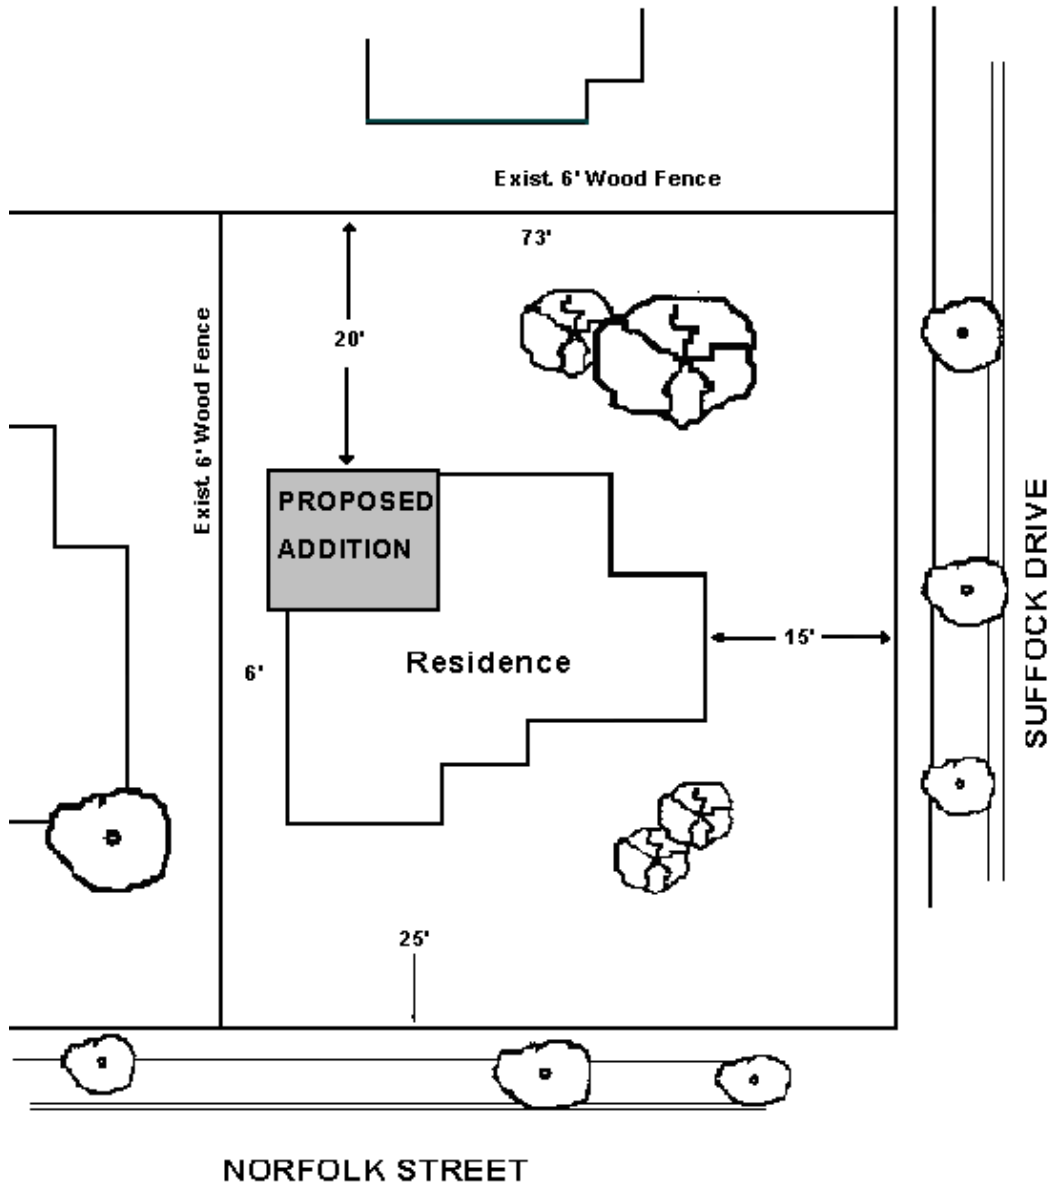 Exist. 6' Wood Fence
73'
20'
Exist. 6' Wood Fence
PROPOSED
ADDITION
Residence
6'
15'
SUFFOCK DRIVE
25'
NORFOLK STREET